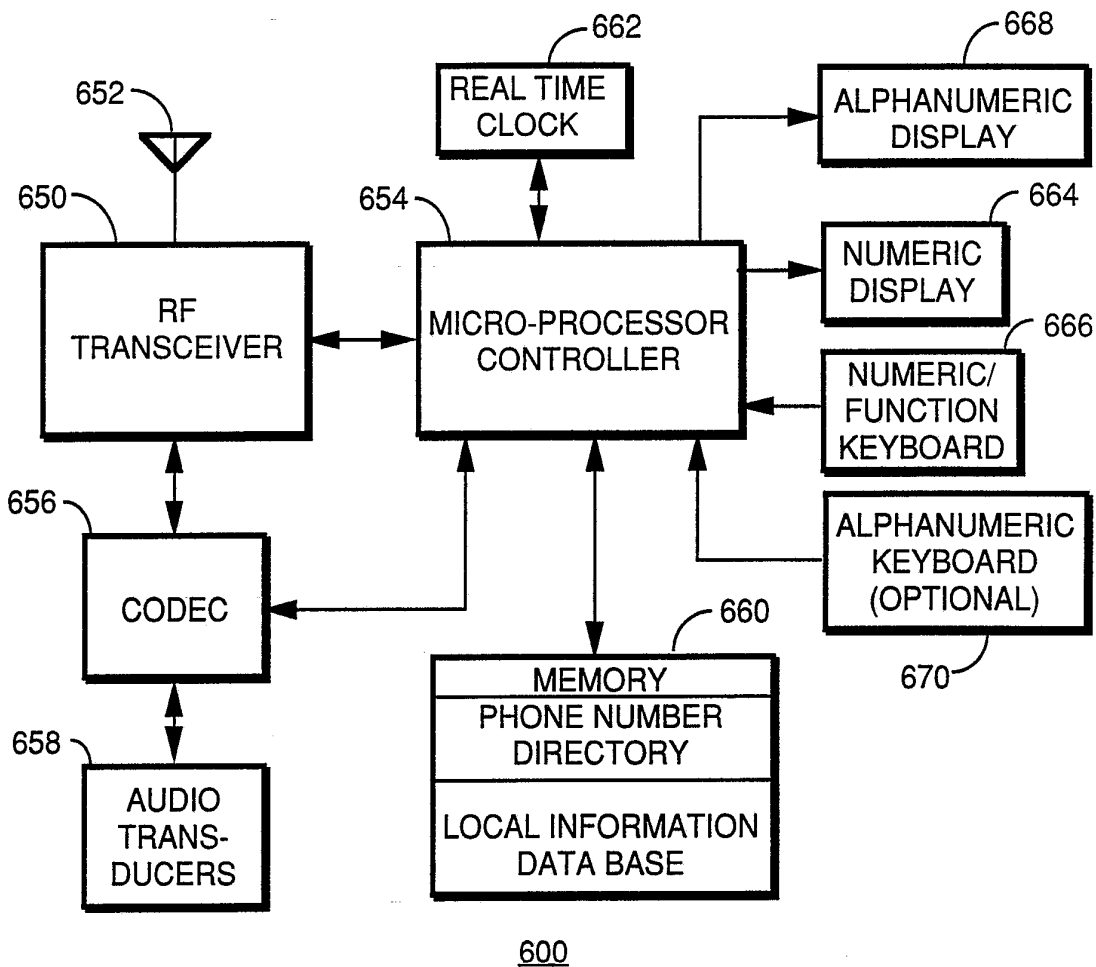 662
REAL TIME
CLOCK
668
ALPHANUMERIC
DISPLAY
652
650
RF
TRANSCEIVER
654
MICRO-PROCESSOR
CONTROLLER
664
NUMERIC
DISPLAY
666
NUMERIC/
FUNCTION
KEYBOARD
656
CODEC
ALPHANUMERIC
KEYBOARD
(OPTIONAL)
670
660
MEMORY
PHONE NUMBER
DIRECTORY
LOCAL INFORMATION
DATA BASE
658
AUDIO
TRANS-
DUCERS
600